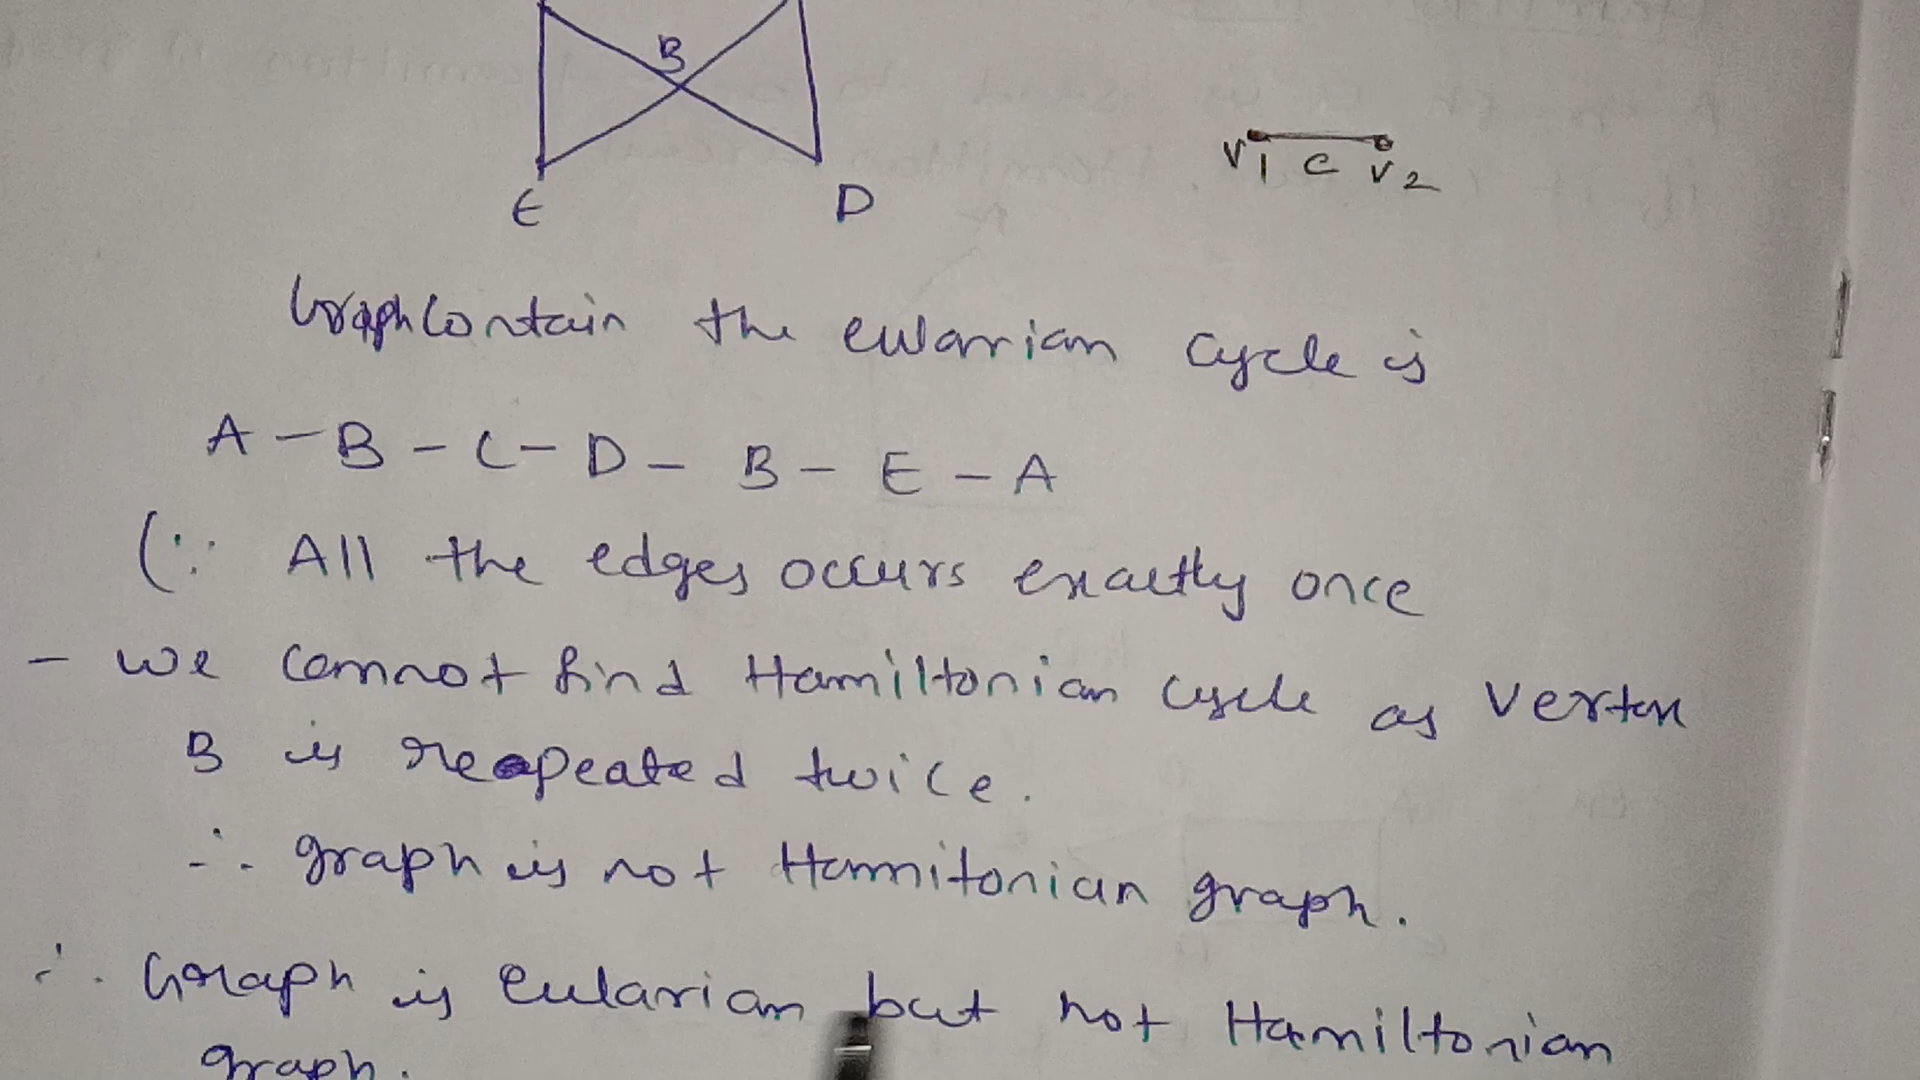 B
E
D
V1 e V2
Graph Contain the eularian cycle is
A - B - C - D - B - E - A
(∵ All the edges occurs exactly once
- we cannot find Hamiltonian cycle as vertex
B is reapeated twice.
∴ graph is not Hamitonian graph.
∴ Graph is eularian but not Hamiltonian
graph.